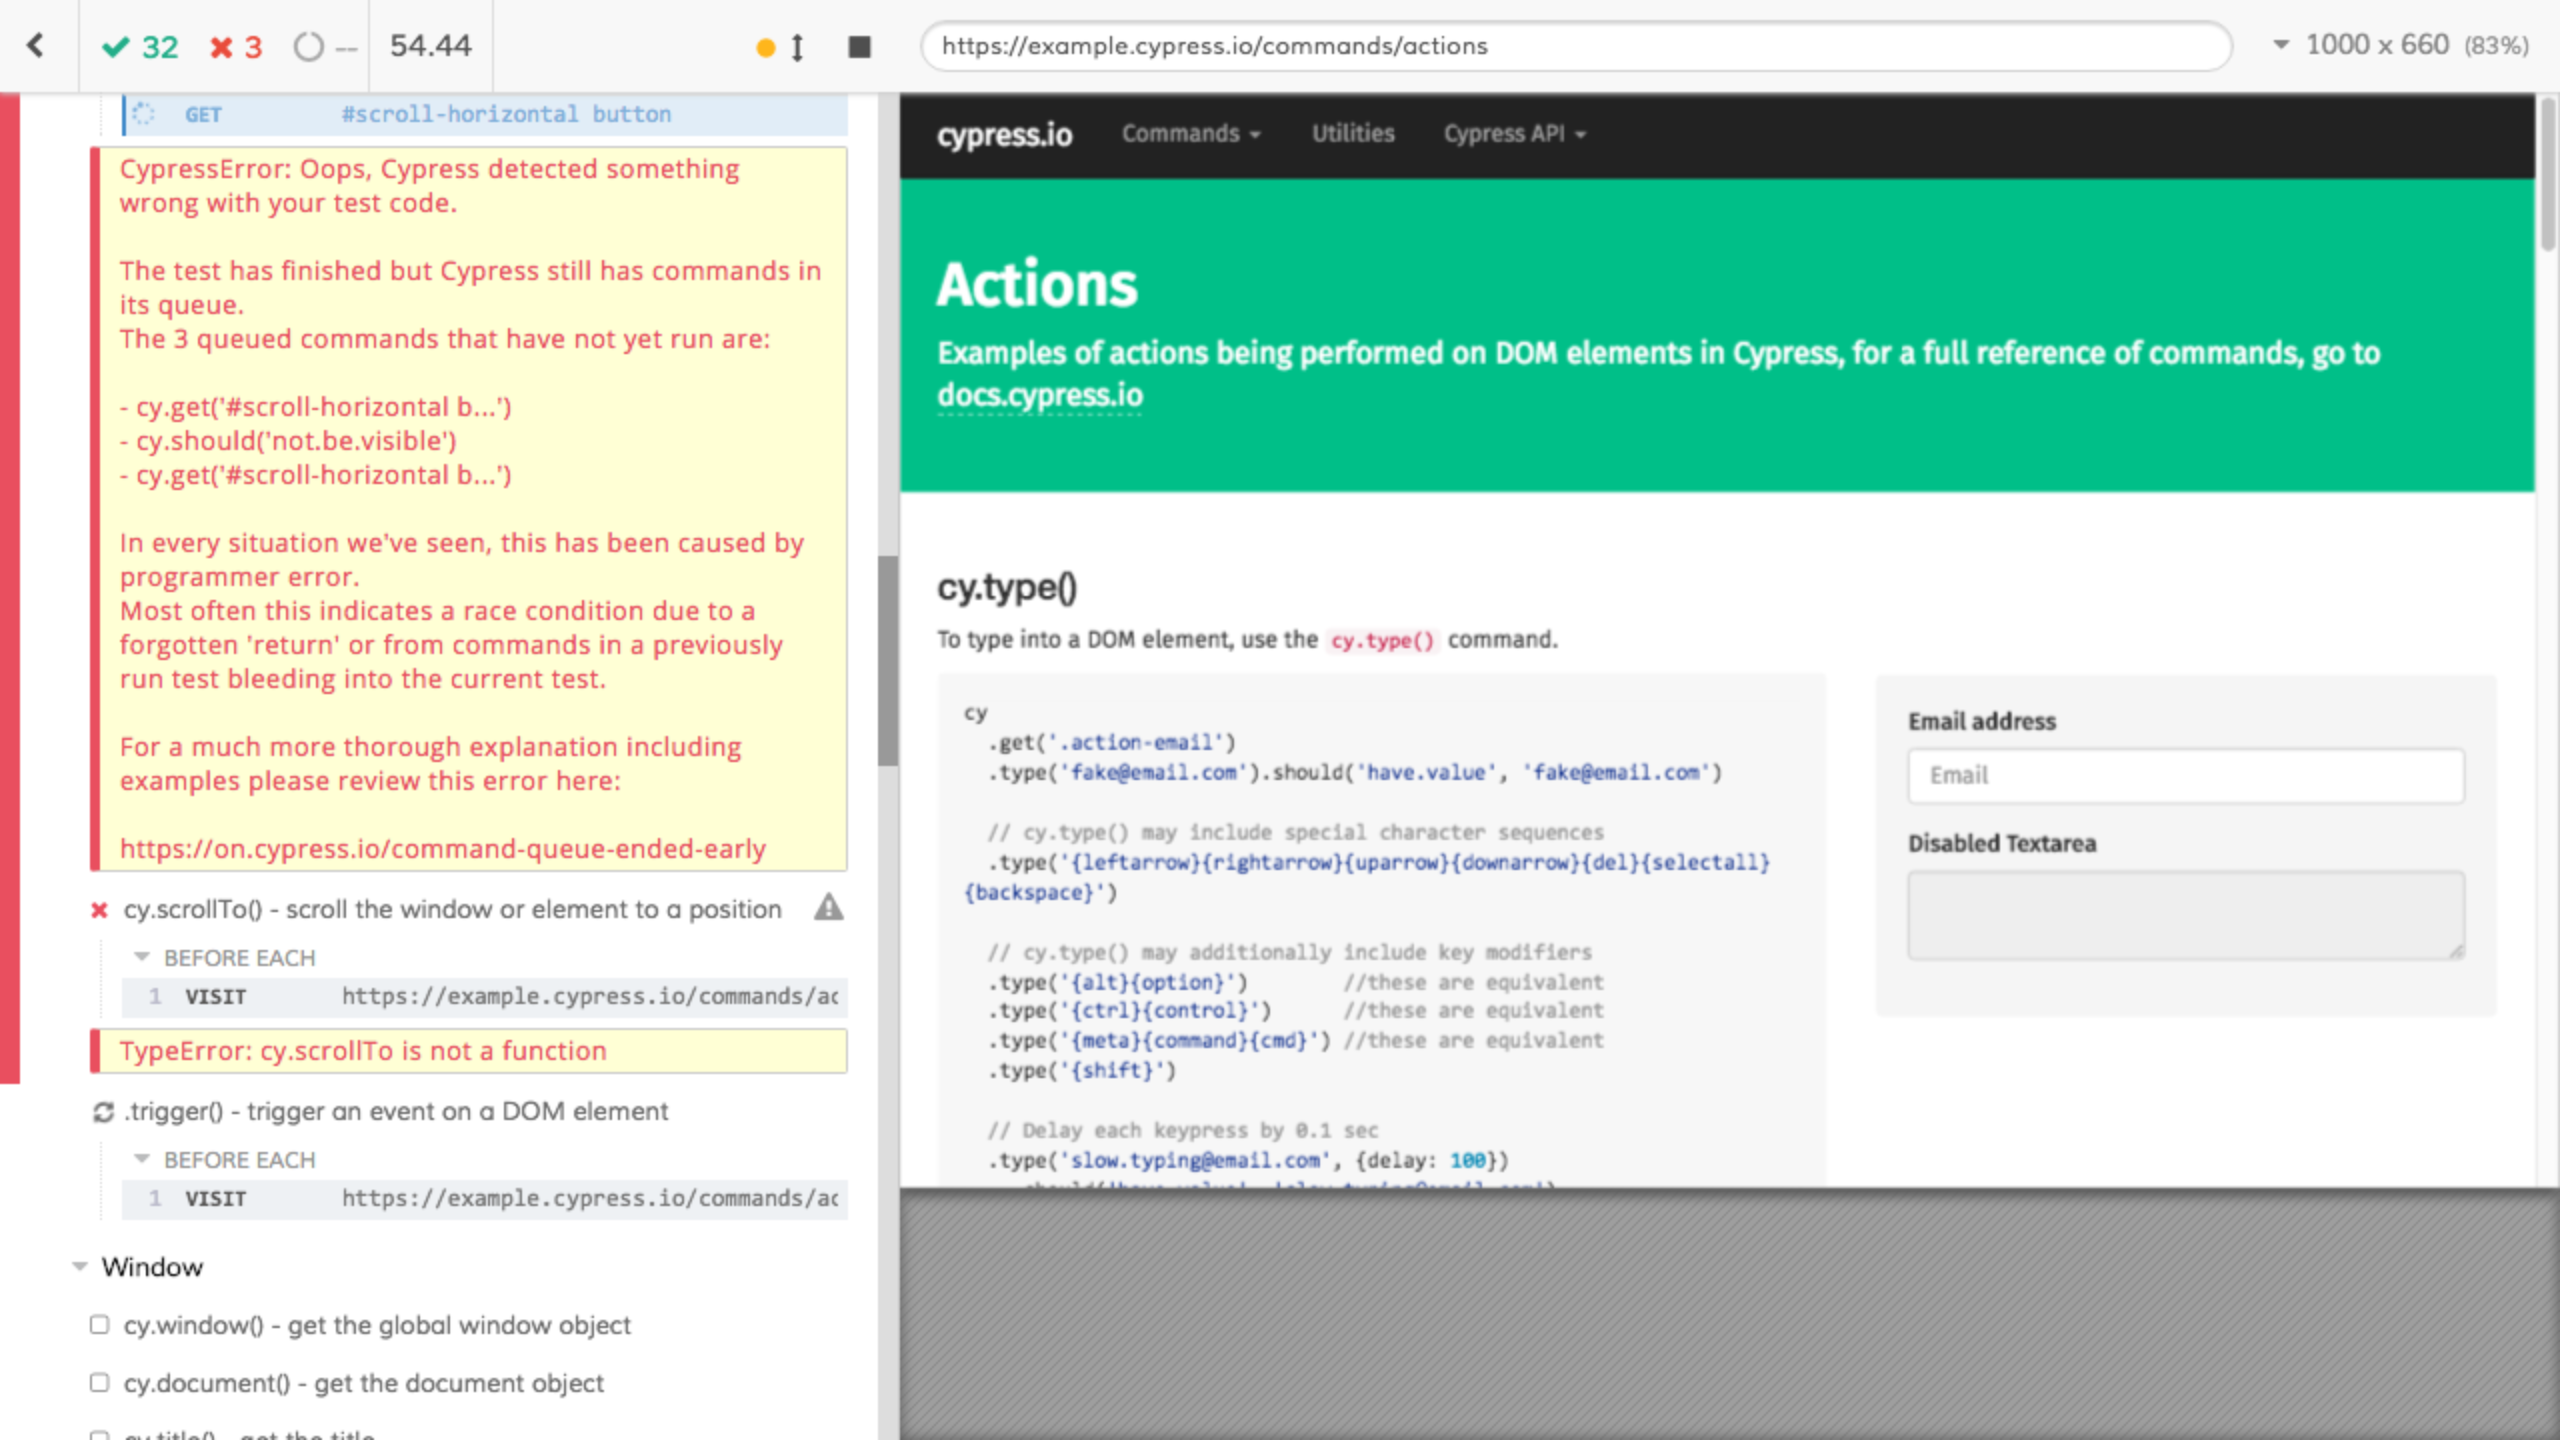 32 3 -- 54.44
https://example.cypress.io/commands/actions
1000 x 660 (83%)
GET #scroll-horizontal button
CypressError: Oops, Cypress detected something
wrong with your test code.
The test has finished but Cypress still has commands in
its queue.
The 3 queued commands that have not yet run are:
- cy.get('#scroll-horizontal b...')
- cy.should('not.be.visible')
- cy.get('#scroll-horizontal b...')
In every situation we've seen, this has been caused by
programmer error.
Most often this indicates a race condition due to a
forgotten 'return' or from commands in a previously
run test bleeding into the current test.
For a much more thorough explanation including
examples please review this error here:
https://on.cypress.io/command-queue-ended-early
cy.scrollTo() - scroll the window or element to a position
BEFORE EACH
1 VISIT https://example.cypress.io/commands/ac
TypeError: cy.scrollTo is not a function
.trigger() - trigger an event on a DOM element
BEFORE EACH
1 VISIT https://example.cypress.io/commands/ac
Window
cy.window() - get the global window object
cy.document() - get the document object
cy.title() - get the title
cypress.io Commands Utilities Cypress API
Actions
Examples of actions being performed on DOM elements in Cypress, for a full reference of commands, go to
docs.cypress.io
cy.type()
To type into a DOM element, use the cy.type() command.
cy
.get('.action-email')
.type('fake@email.com').should('have.value', 'fake@email.com')
// cy.type() may include special character sequences
.type('{leftarrow}{rightarrow}{uparrow}{downarrow}{del}{selectall}
{backspace}')
// cy.type() may additionally include key modifiers
.type('{alt}{option}') //these are equivalent
.type('{ctrl}{control}') //these are equivalent
.type('{meta}{command}{cmd}') //these are equivalent
.type('{shift}')
// Delay each keypress by 0.1 sec
.type('slow.typing@email.com', {delay: 100})
Email address
Email
Disabled Textarea